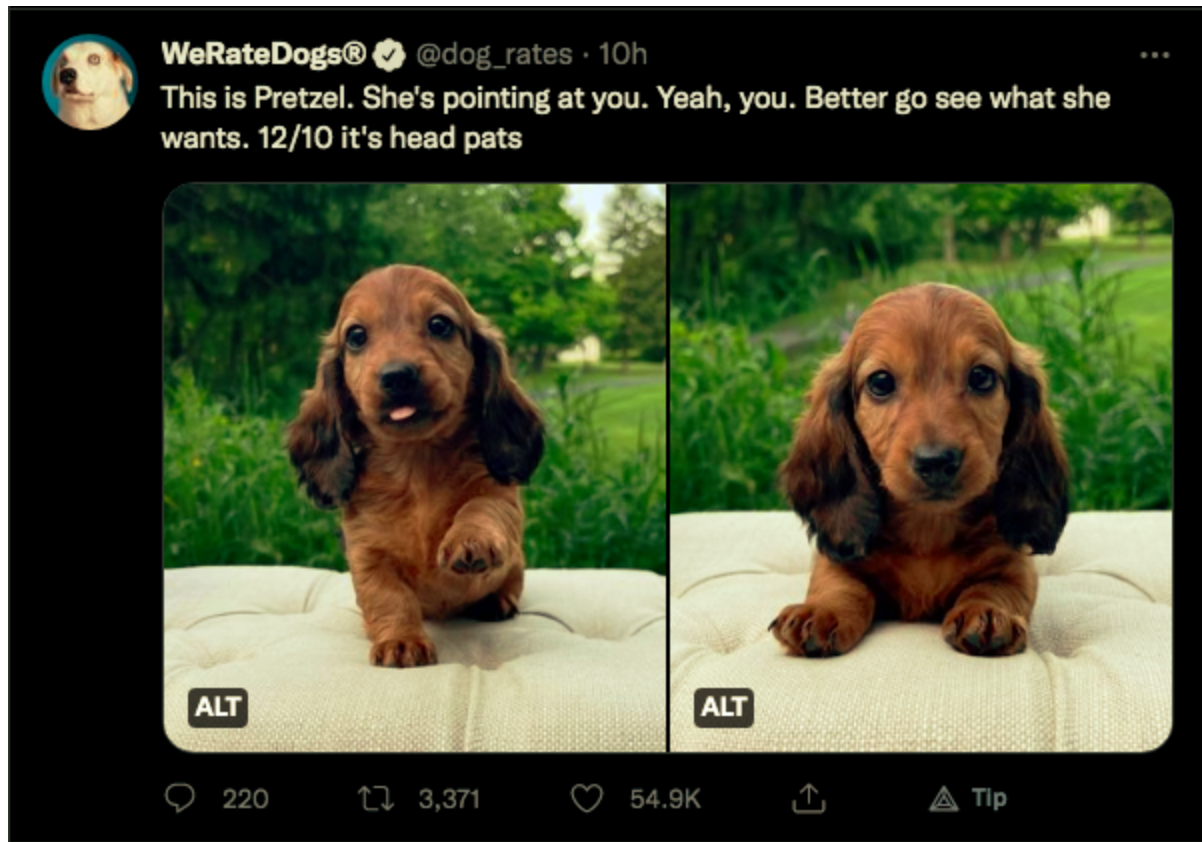 WeRateDogs® @dog_rates · 10h
This is Pretzel. She's pointing at you. Yeah, you. Better go see what she
wants. 12/10 it's head pats
ALT ALT
220 3,371 54.9K Tip